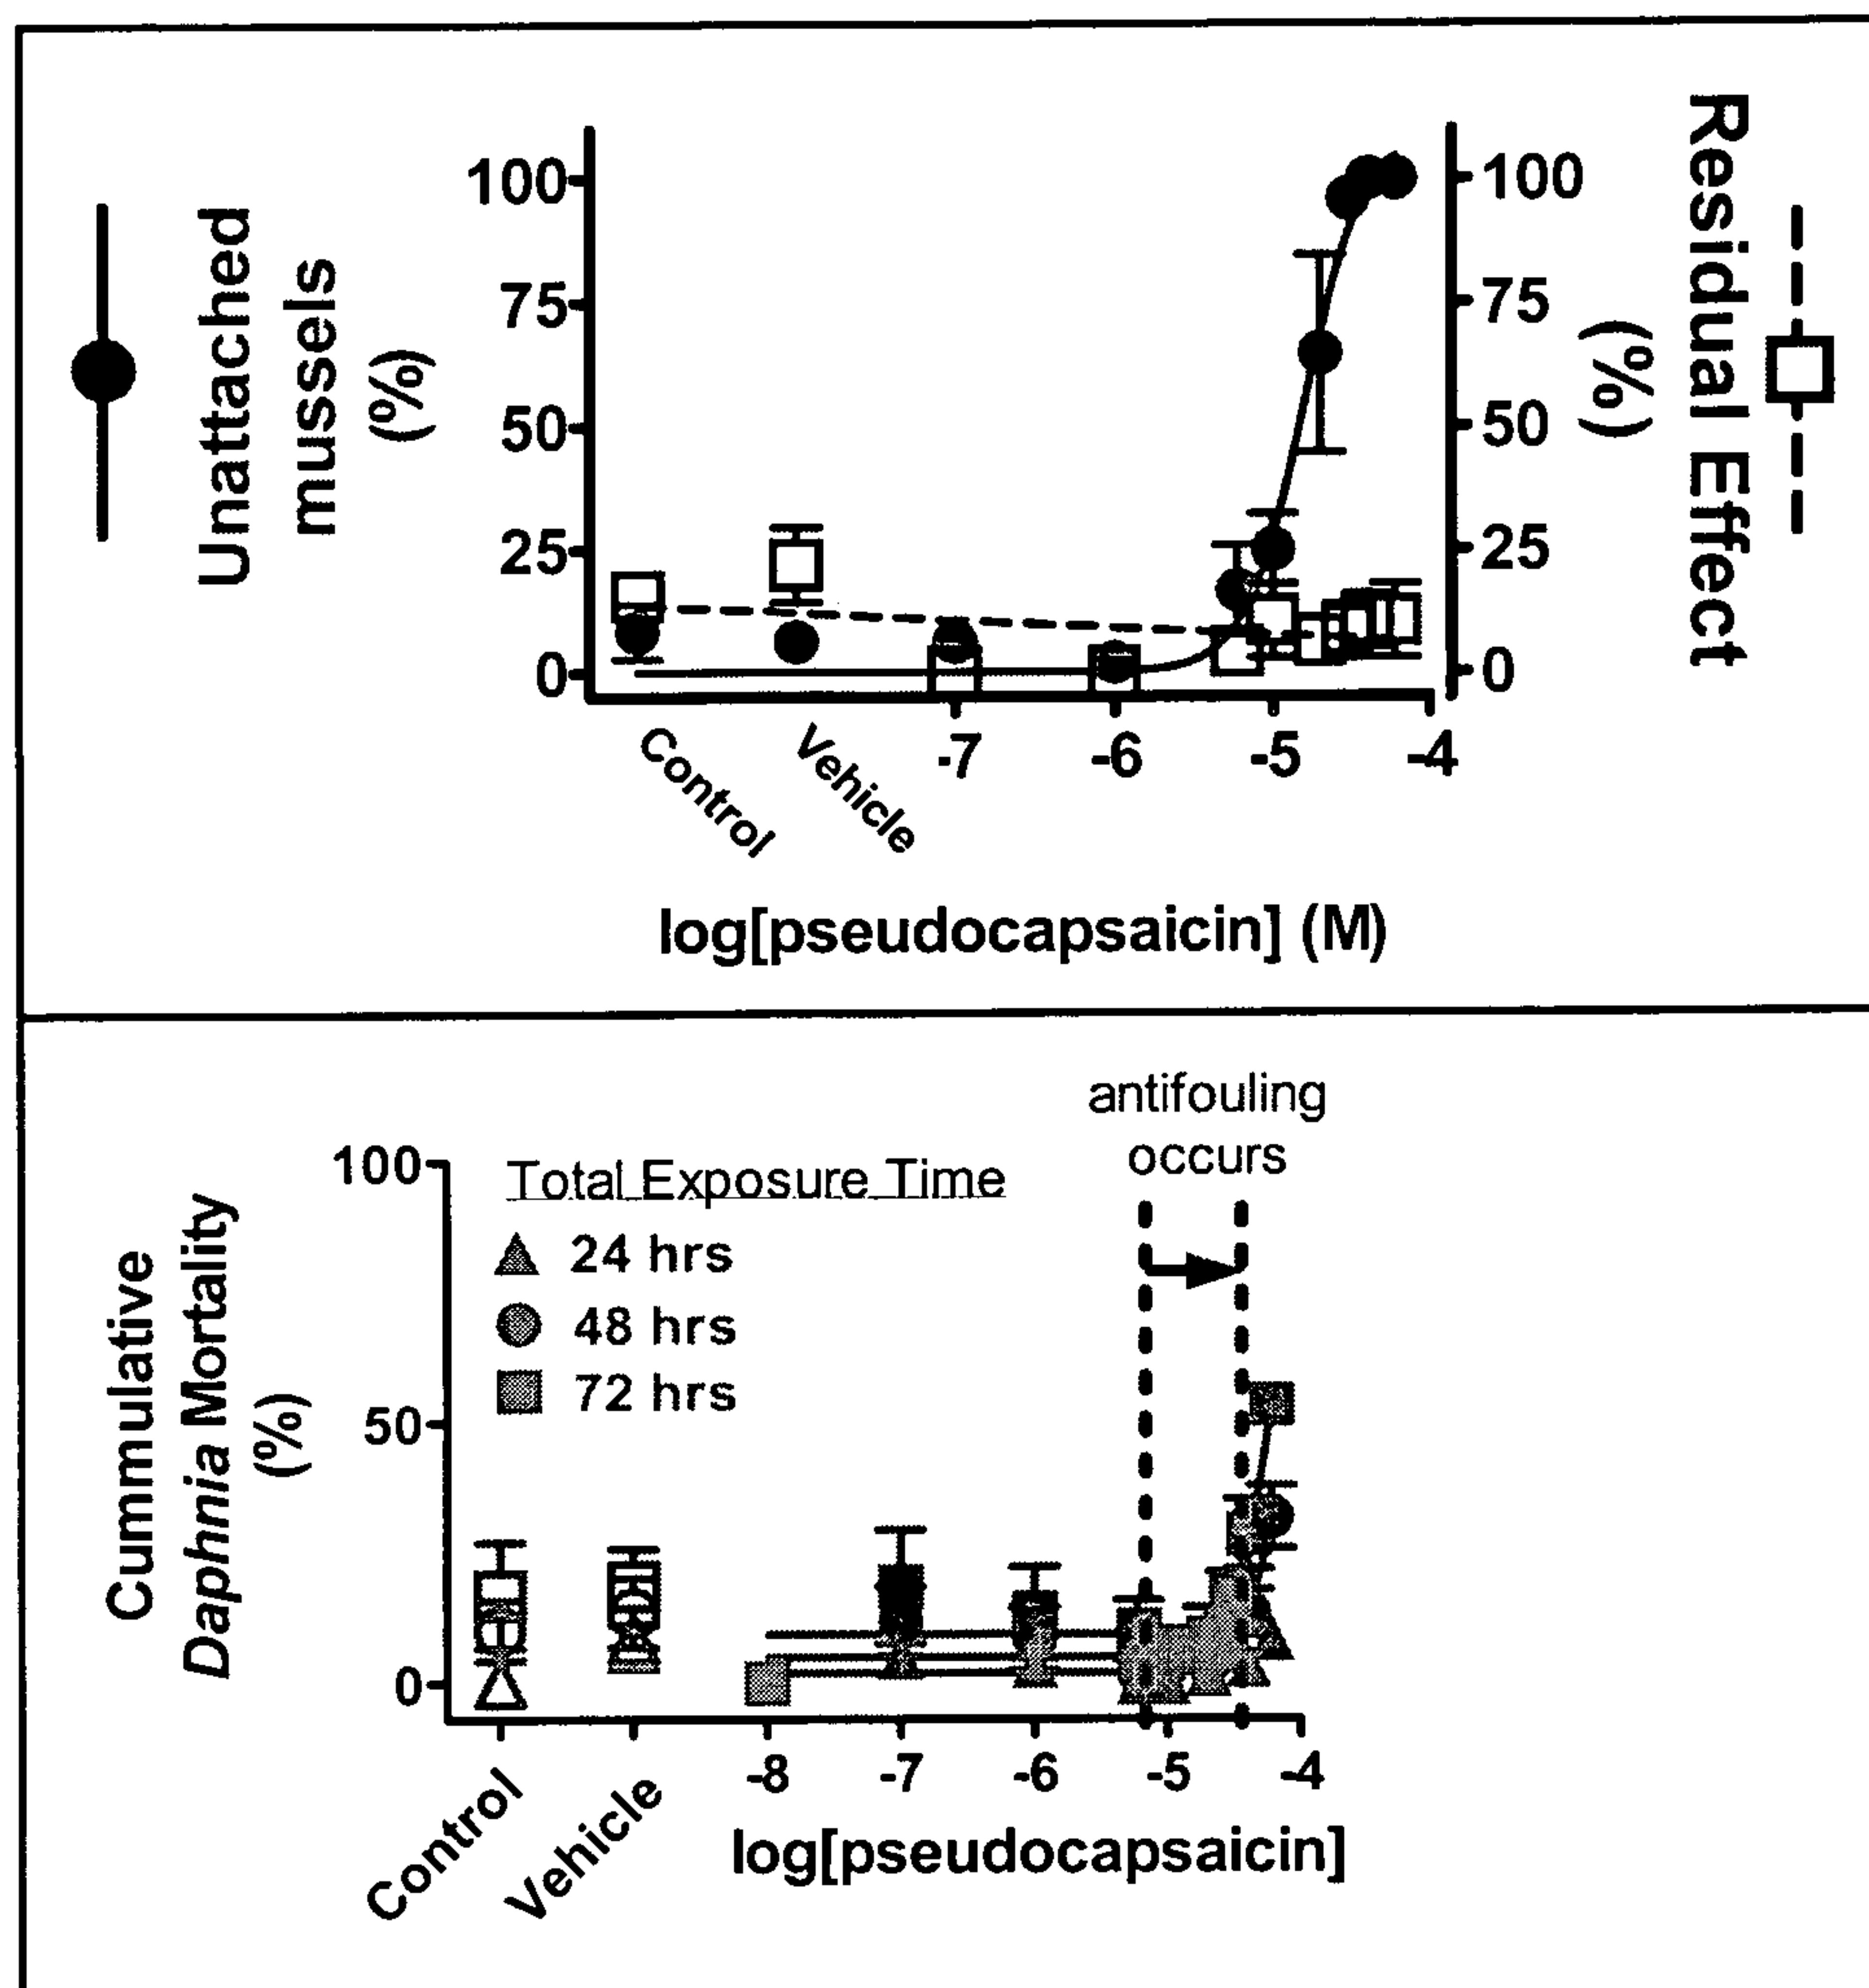 Unattached
mussels
(%)
100
75
50
25
0
100
75
50
25
0
Residual Effect
(%)
Control
Vehicle
-7
-6
-5
-4
log[pseudocapsaicin] (M)
antifouling
occurs
Cummulative
Daphnia Mortality
(%)
100
50
0
Total Exposure Time
24 hrs
48 hrs
72 hrs
Control
Vehicle
-8
-7
-6
-5
-4
log[pseudocapsaicin]